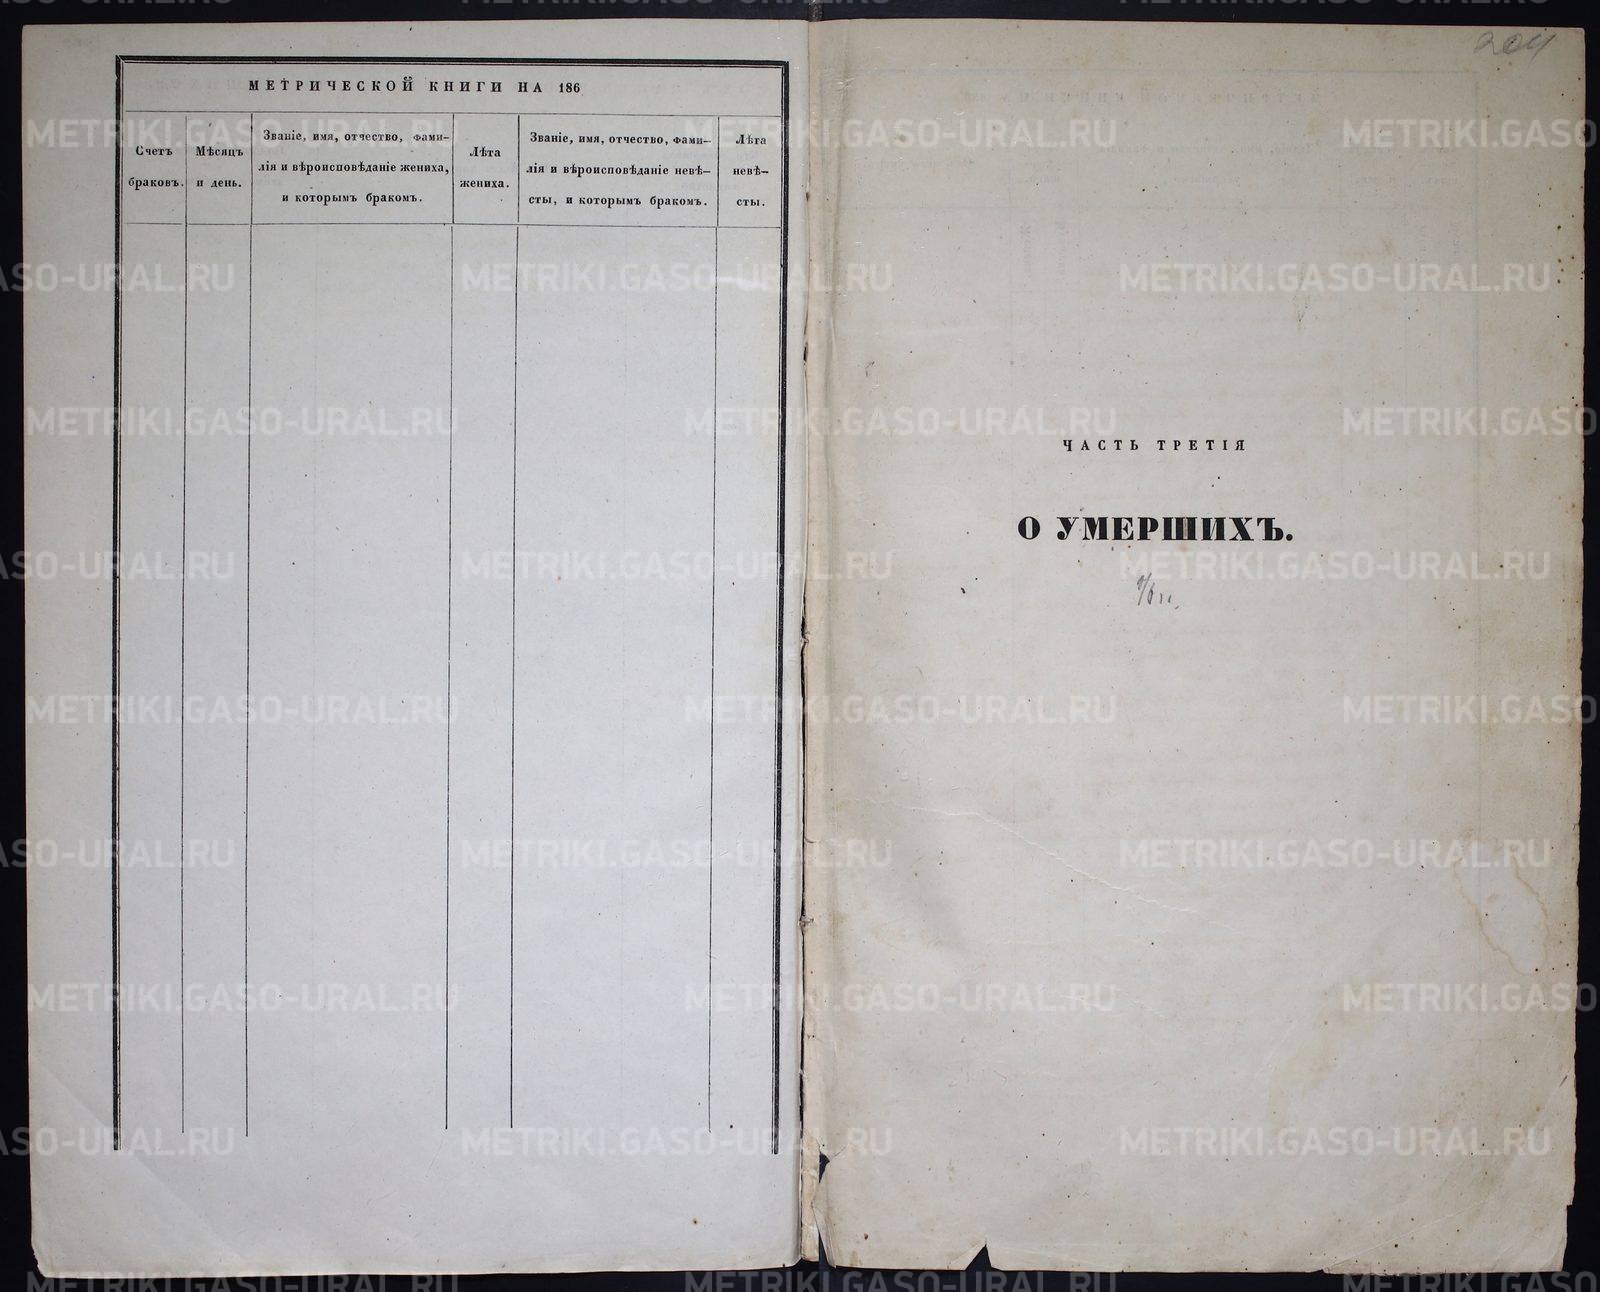 МЕТРИЧЕСКОЙ КНИГИ НА 186
Счетъ
браковъ.
Мѣсяцъ
и день.
Званіе, имя, отчество, фами-
лія и вѣроисповѣданіе жениха,
и которымъ бракомъ.
Лѣта
жениха.
Званіе, имя, отчество, фами-
лія и вѣроисповѣданіе невѣ-
сты, и которымъ бракомъ.
Лѣта
невѣ-
сты.
204
ЧАСТЬ ТРЕТІЯ
О УМЕРШИХЪ.
METRIKI.GASO-URAL.RU